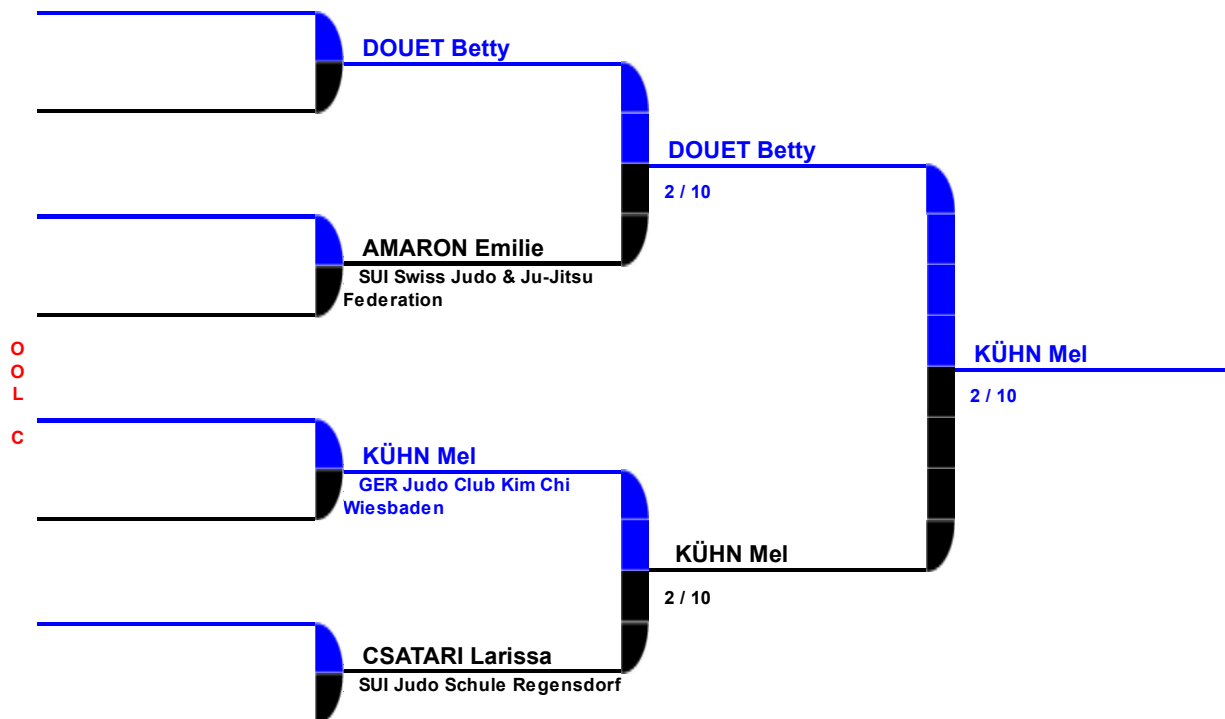 DOUET Betty
DOUET Betty
2 / 10
AMARON Emilie
SUI Swiss Judo & Ju-Jitsu
Federation
O
O
L
C
KÜHN Mel
2 / 10
KÜHN Mel
GER Judo Club Kim Chi
Wiesbaden
KÜHN Mel
2 / 10
CSATARI Larissa
SUI Judo Schule Regensdorf